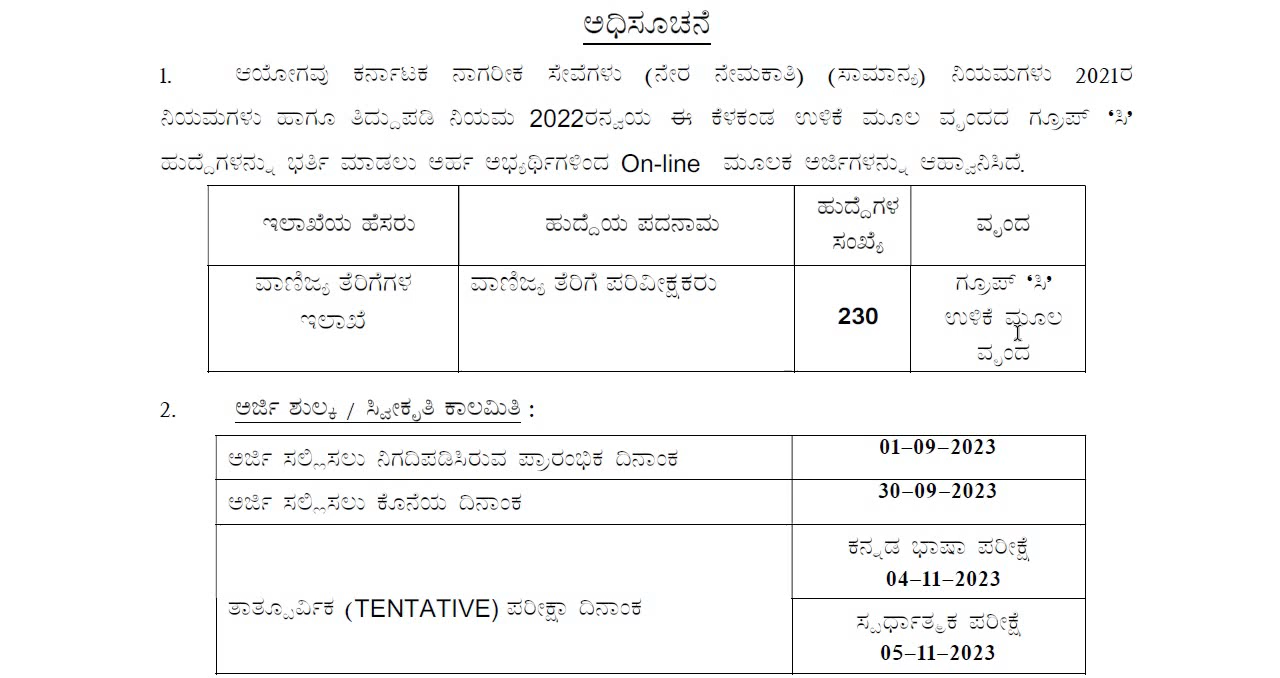 ಅಧಿಸೂಚನೆ
1. ಆಯೋಗವು ಕರ್ನಾಟಕ ನಾಗರೀಕ ಸೇವೆಗಳು (ನೇರ ನೇಮಕಾತಿ) (ಸಾಮಾನ್ಯ) ನಿಯಮಗಳು 2021ರ
ನಿಯಮಗಳು ಹಾಗೂ ತಿದ್ದುಪಡಿ ನಿಯಮ 2022ರನ್ವಯ ಈ ಕೆಳಕಂಡ ಉಳಿಕೆ ಮೂಲ ವೃಂದದ ಗ್ರೂಪ್ ‘ಸಿ’
ಹುದ್ದೆಗಳನ್ನು ಭರ್ತಿ ಮಾಡಲು ಅರ್ಹ ಅಭ್ಯರ್ಥಿಗಳಿಂದ On-line ಮೂಲಕ ಅರ್ಜಿಗಳನ್ನು ಆಹ್ವಾನಿಸಿದೆ.
ಇಲಾಖೆಯ ಹೆಸರು ಹುದ್ದೆಯ ಪದನಾಮ ಹುದ್ದೆಗಳ
ಸಂಖ್ಯೆ ವೃಂದ
ವಾಣಿಜ್ಯ ತೆರಿಗೆಗಳ
ಇಲಾಖೆ
ವಾಣಿಜ್ಯ ತೆರಿಗೆ ಪರಿವೀಕ್ಷಕರು
230
ಗ್ರೂಪ್ ‘ಸಿ’
ಉಳಿಕೆ ಮೂಲ
ವೃಂದ
2. ಅರ್ಜಿ ಶುಲ್ಕ / ಸ್ವೀಕೃತಿ ಕಾಲಮಿತಿ :
ಅರ್ಜಿ ಸಲ್ಲಿಸಲು ನಿಗದಿಪಡಿಸಿರುವ ಪ್ರಾರಂಭಿಕ ದಿನಾಂಕ 01–09–2023
ಅರ್ಜಿ ಸಲ್ಲಿಸಲು ಕೊನೆಯ ದಿನಾಂಕ 30–09–2023
ತಾತ್ಪೂರ್ವಿಕ (TENTATIVE) ಪರೀಕ್ಷಾ ದಿನಾಂಕ
ಕನ್ನಡ ಭಾಷಾ ಪರೀಕ್ಷೆ
04–11–2023
ಸ್ಪರ್ಧಾತ್ಮಕ ಪರೀಕ್ಷೆ
05–11–2023